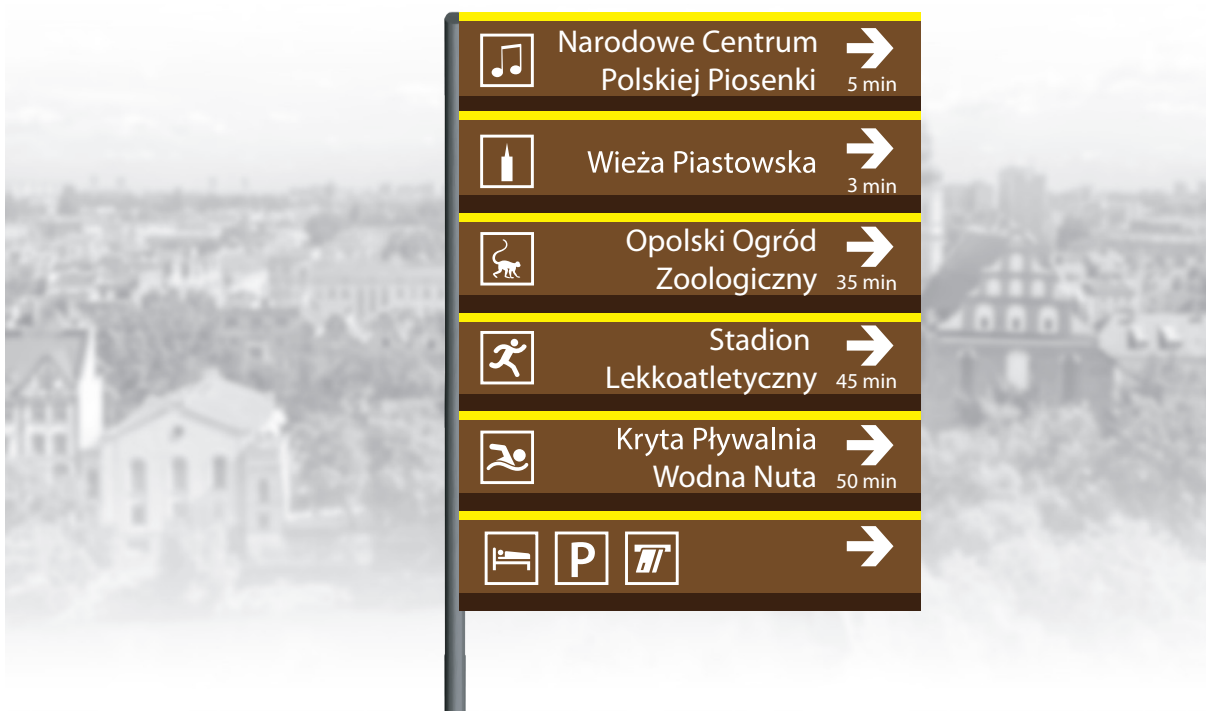 Narodowe Centrum
Polskiej Piosenki
5 min
Wieża Piastowska
3 min
Opolski Ogród
Zoologiczny
35 min
Stadion
Lekkoatletyczny
45 min
Kryta Pływalnia
Wodna Nuta
50 min
P